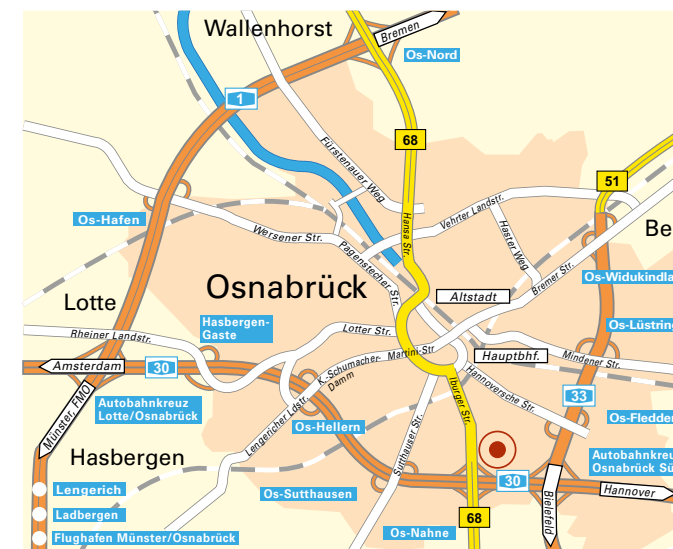 Wallenhorst
Bremen
Os-Nord
1
68
Fürstenauer Weg
51
Os-Hafen
Wersener Str.
Hansa Str.
Vehrter Landstr.
Haster Weg
Be
Pagenstecher Str.
Bremer Str.
Os-Widukindla
Osnabrück
Altstadt
Lotte
Hasbergen-
Gaste
Lotter Str.
Os-Lüstring
Rheiner Landstr.
Martini-Str
Hauptbhf.
Mindener Str.
Amsterdam
30
K.-Schumacher-
Damm
Iburger Str.
Hannoversche Str.
33
Münster, FMO
Autobahnkreuz
Lotte/Osnabrück
Lengericher Ldstr.
Os-Hellern
Sutthauser Str.
Os-Fledder
Hasbergen
Autobahnkreu
Osnabrück Sü
Lengerich
Os-Sutthausen
30
Hannover
Ladbergen
68
Bielefeld
Flughafen Münster/Osnabrück
Os-Nahne